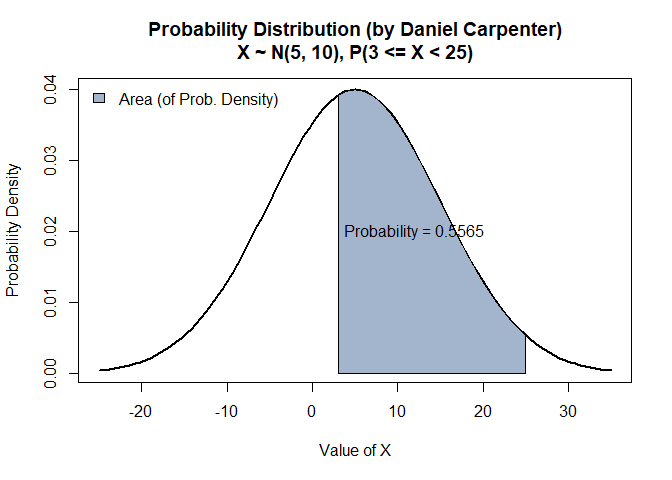 Probability Distribution (by Daniel Carpenter)
X ~ N(5, 10), P(3 <= X < 25)
Area (of Prob. Density)
Probability = 0.5565
Probability Density
0.04
0.03
0.02
0.01
0.00
-20 -10 0 10 20 30
Value of X